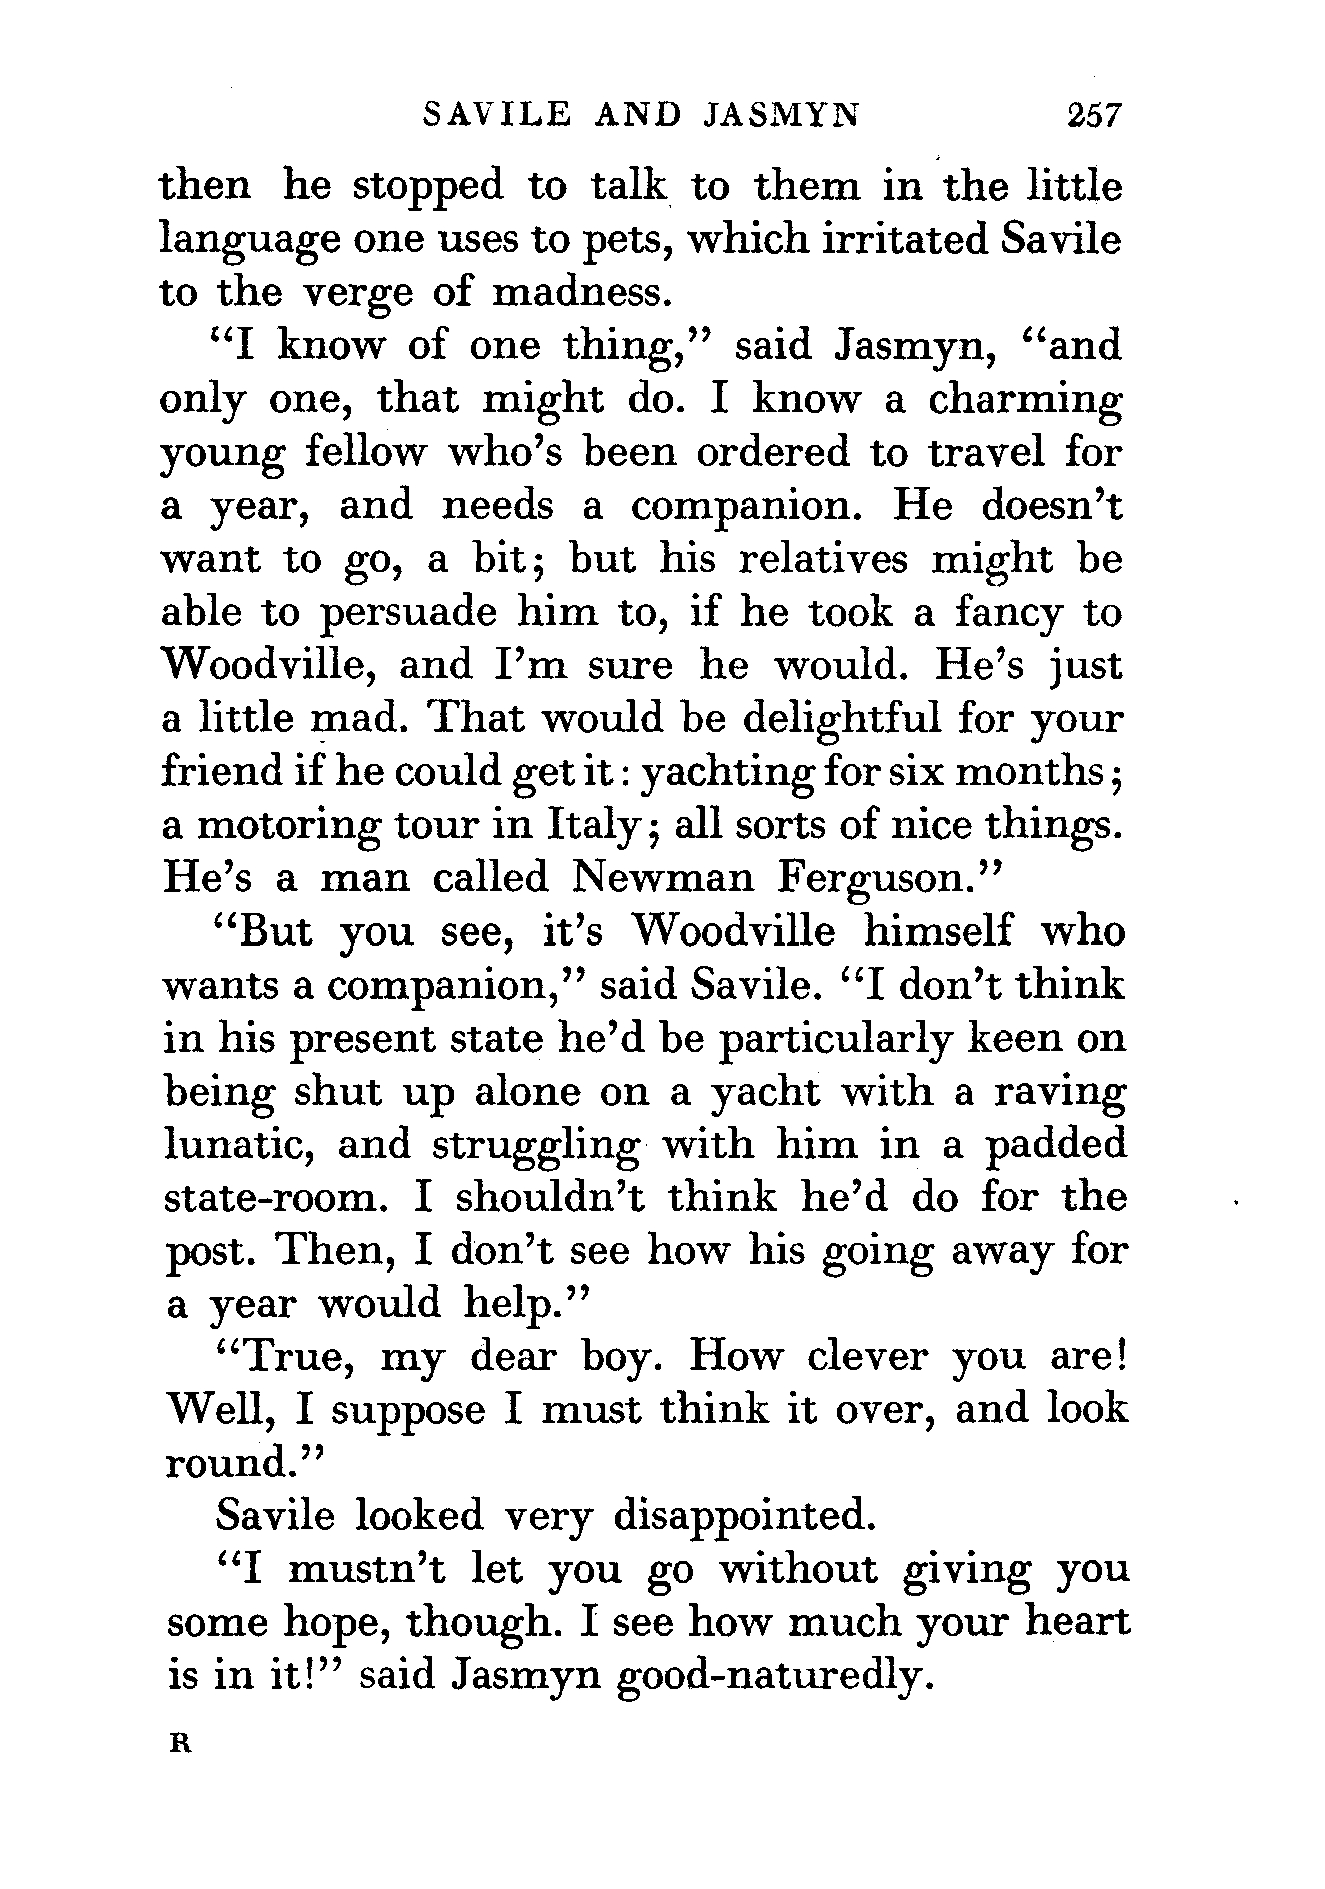 SAVILE AND JASMYN 257
then he stopped to talk to them in the little
language one uses to pets, which irritated Savile
to the verge of madness.
“I know of one thing,” said Jasmyn, “and
only one, that might do. I know a charming
young fellow who’s been ordered to travel for
a year, and needs a companion. He doesn’t
want to go, a bit; but his relatives might be
able to persuade him to, if he took a fancy to
Woodville, and I’m sure he would. He’s just
a little mad. That would be delightful for your
friend if he could get it: yachting for six months;
a motoring tour in Italy; all sorts of nice things.
He’s a man called Newman Ferguson.”
“But you see, it’s Woodville himself who
wants a companion,” said Savile. “I don’t think
in his present state he’d be particularly keen on
being shut up alone on a yacht with a raving
lunatic, and struggling with him in a padded
state-room. I shouldn’t think he’d do for the
post. Then, I don’t see how his going away for
a year would help.”
“True, my dear boy. How clever you are!
Well, I suppose I must think it over, and look
round.”
Savile looked very disappointed.
“I mustn’t let you go without giving you
some hope, though. I see how much your heart
is in it!” said Jasmyn good-naturedly.
R